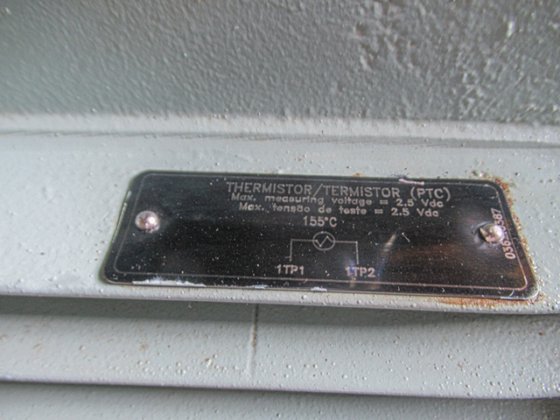 THERMISTOR/TERMISTOR (PTC)
Max. measuring voltage = 2.5 Vdc
Max. tensão de teste = 2.5 Vdc
155°C
1TP1 1TP2